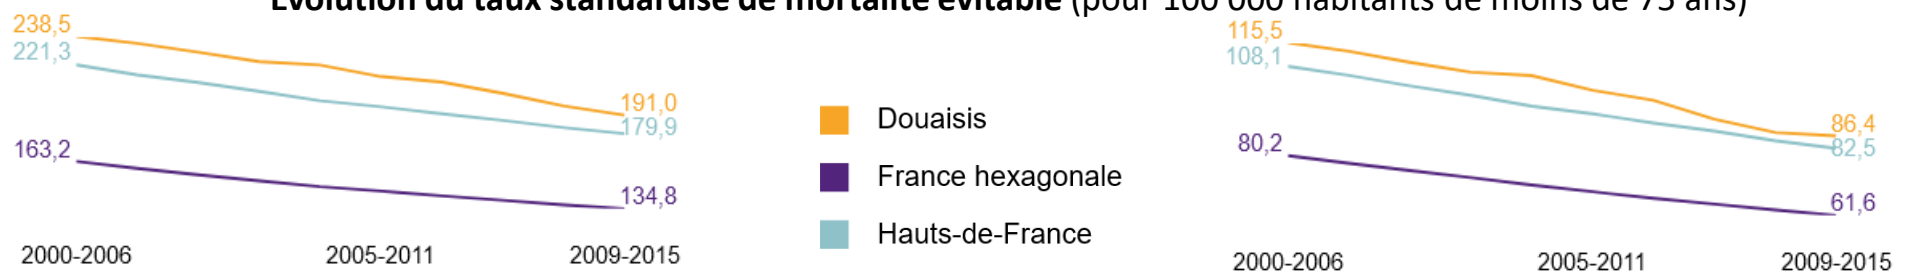 Évolution du taux standardisé de mortalité évitable (pour 100 000 habitants de moins de 75 ans)
238,5
221,3
163,2
191,0
179,9
134,8
2000-2006 2005-2011 2009-2015
Douaisis
France hexagonale
Hauts-de-France
115,5
108,1
80,2
86,4
82,5
61,6
2000-2006 2005-2011 2009-2015